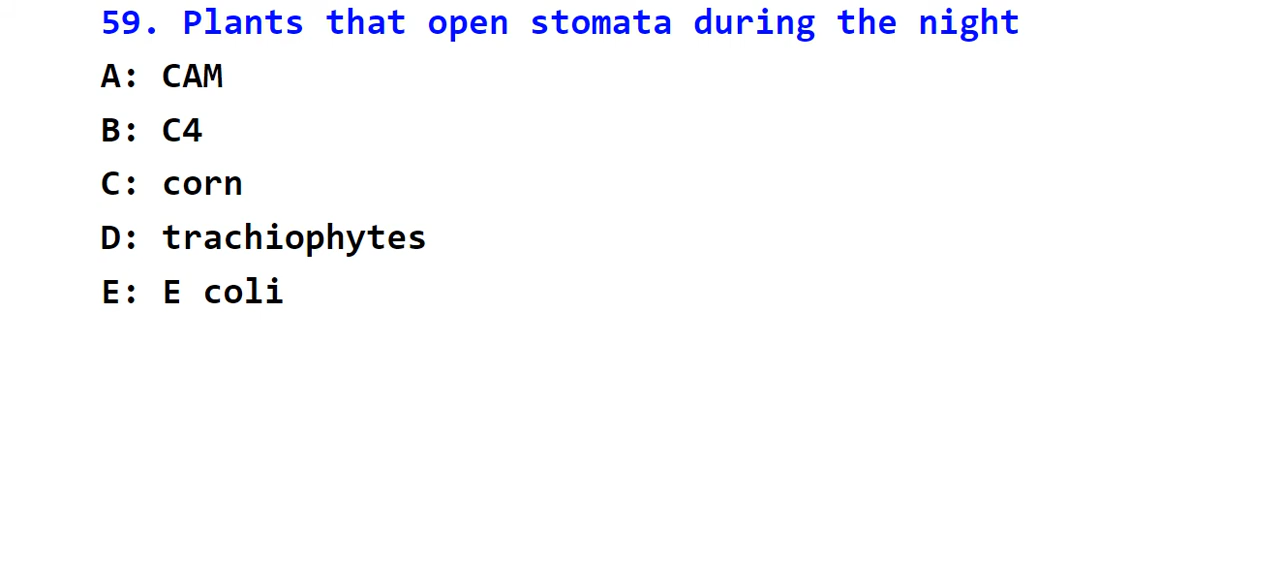 59. Plants that open stomata during the night
A: CAM
B: C4
C: corn
D: trachiophytes
E: E coli